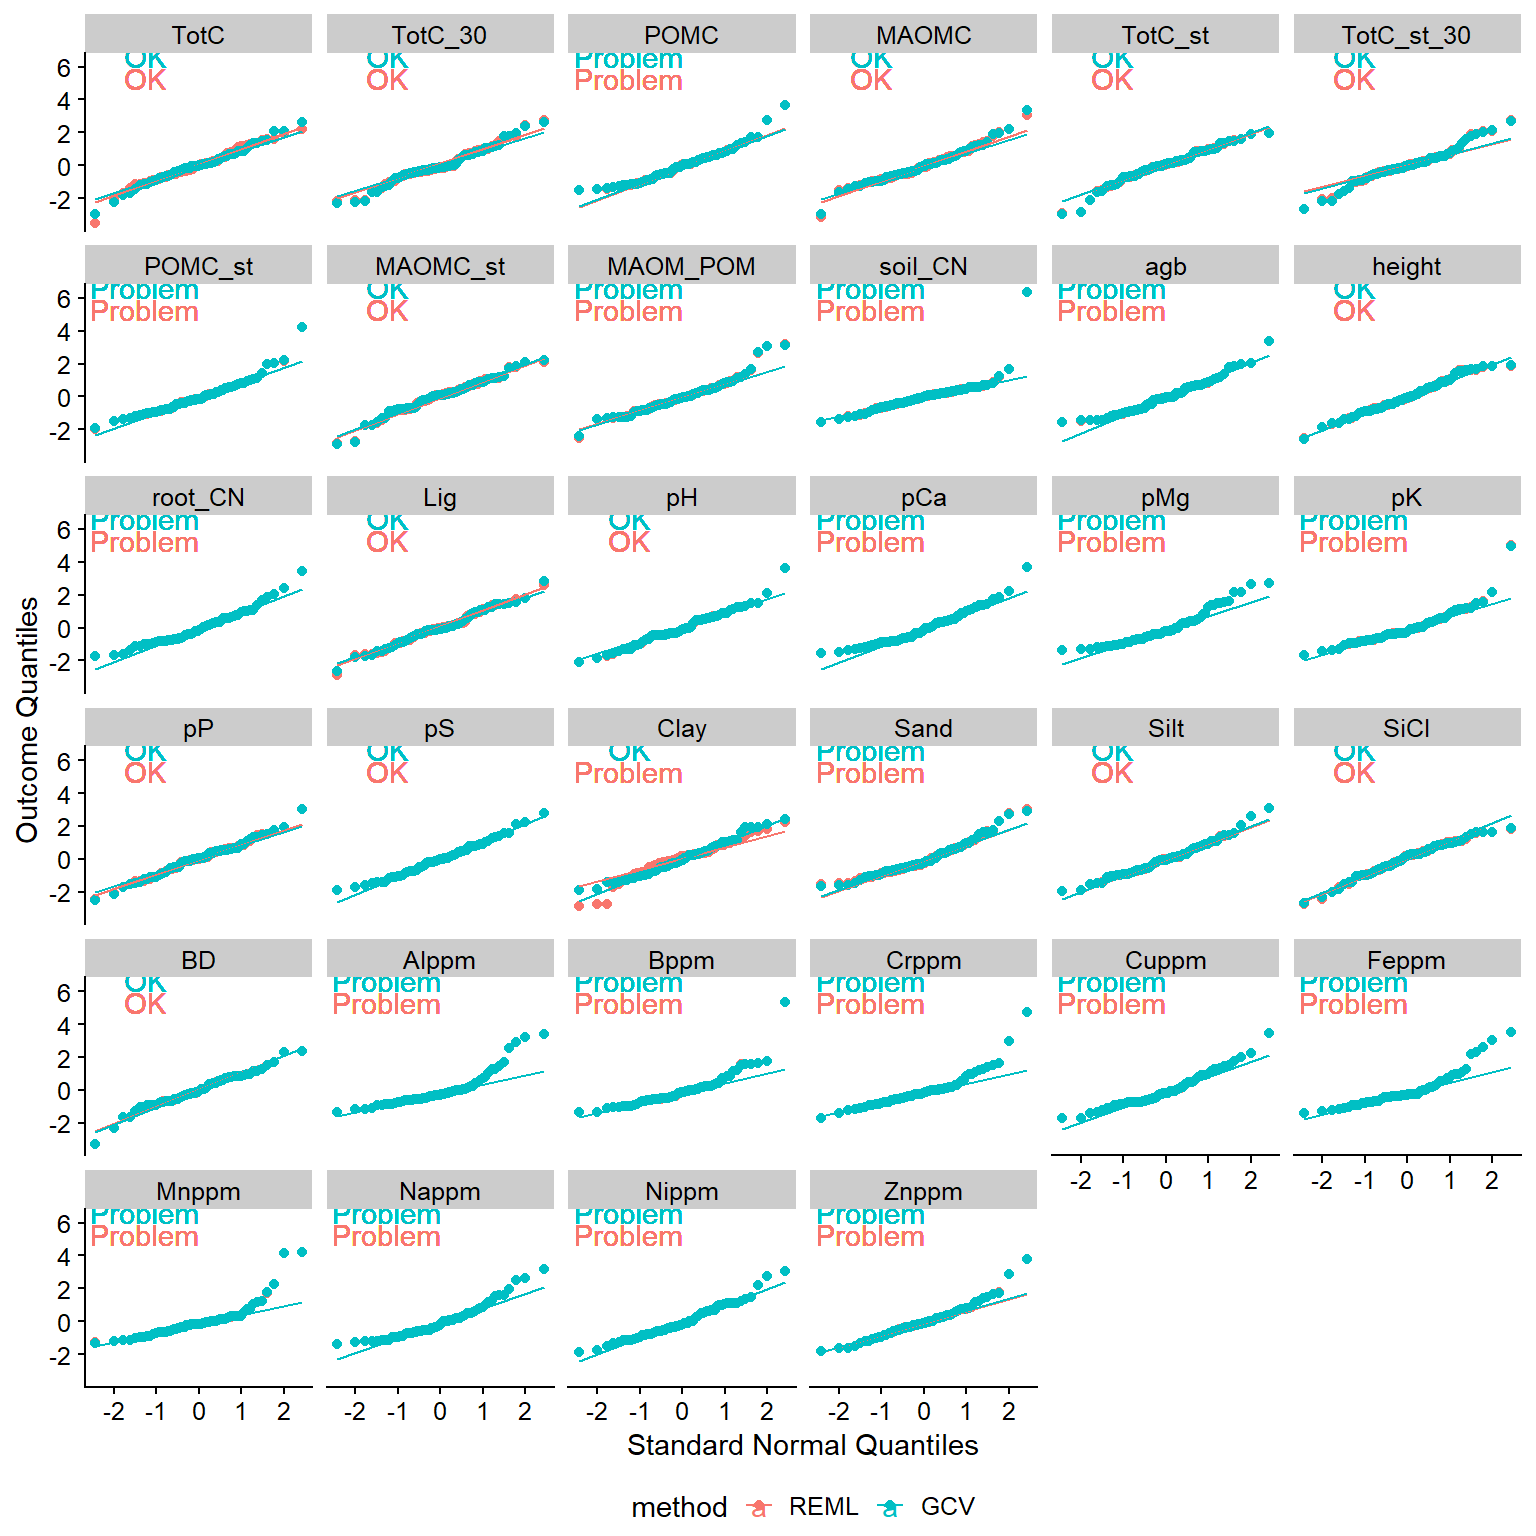 TotC TotC_30 POMC MAOMC TotC_st TotC_st_30
OK OK Problem OK OK OK
OK OK Problem OK OK OK
6
4
2
0
-2
POMC_st MAOMC_st MAOM_POM soil_CN agb height
Problem OK Problem Problem Problem OK
Problem OK Problem Problem Problem OK
6
4
2
0
-2
root_CN Lig pH pCa pMg pK
Problem OK OK Problem Problem Problem
Problem OK OK Problem Problem Problem
6
4
2
0
-2
Outcome Quantiles
pP pS Clay Sand Silt SiCl
OK OK OK Problem OK OK
OK OK Problem Problem OK OK
6
4
2
0
-2
BD Alppm Bppm Crppm Cuppm Feppm
OK Problem Problem Problem Problem Problem
OK Problem Problem Problem Problem Problem
6
4
2
0
-2
-2 -1 0 1 2 -2 -1 0 1 2
Mnppm Nappm Nippm Znppm
Problem Problem Problem Problem
Problem Problem Problem Problem
6
4
2
0
-2
-2 -1 0 1 2 -2 -1 0 1 2 -2 -1 0 1 2 -2 -1 0 1 2
Standard Normal Quantiles
method a REML a GCV